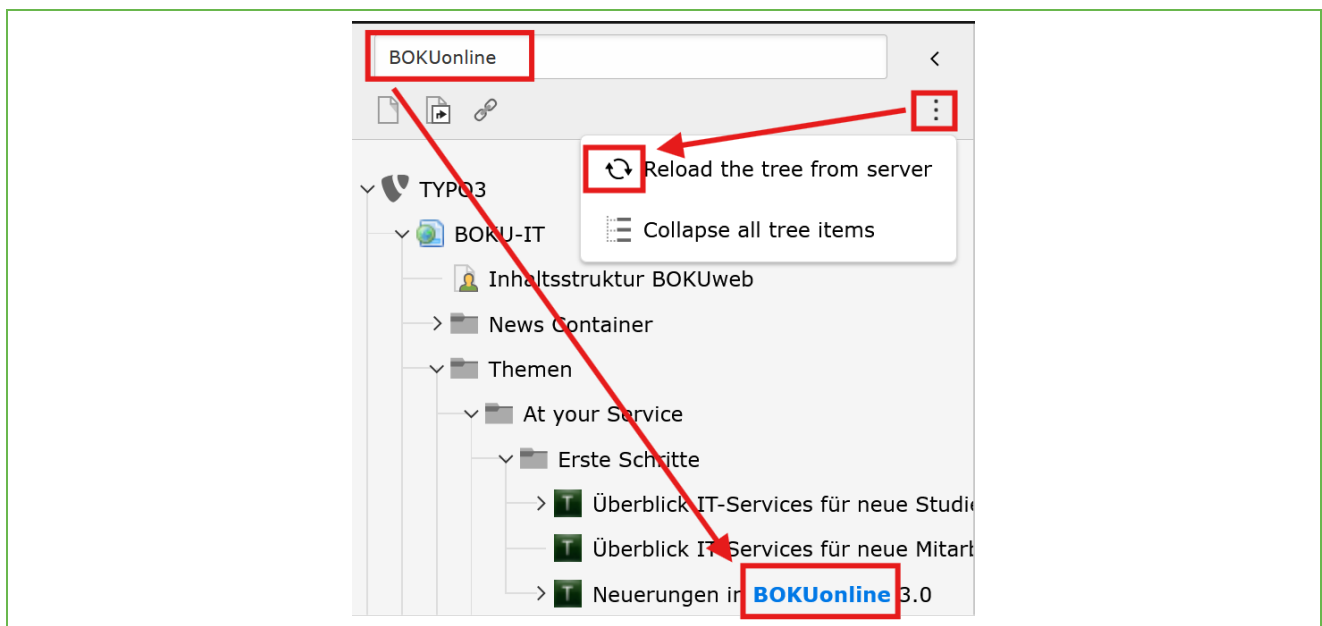 BOKUonline
Reload the tree from server
Collapse all tree items
TYPO3
BOKU-IT
Inhaltsstruktur BOKUweb
News Container
Themen
At your Service
Erste Schritte
Überblick IT-Services für neue Studie
Überblick IT-Services für neue Mitarb
Neuerungen in BOKUonline 3.0